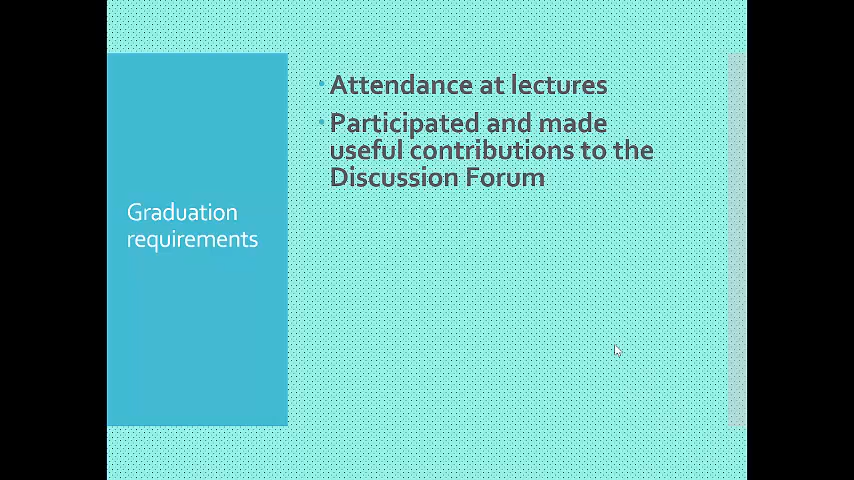 Graduation
requirements
Attendance at lectures
Participated and made
useful contributions to the
Discussion Forum